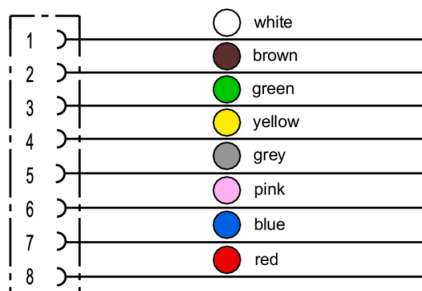 white
1
brown
2
green
3
yellow
4
grey
5
pink
6
blue
7
red
8